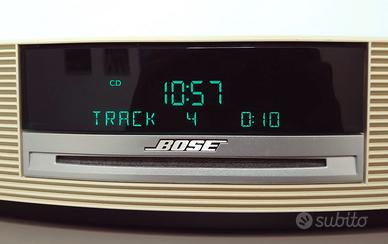 CD
10:57
TRACK 4 0:10
BOSE
subito